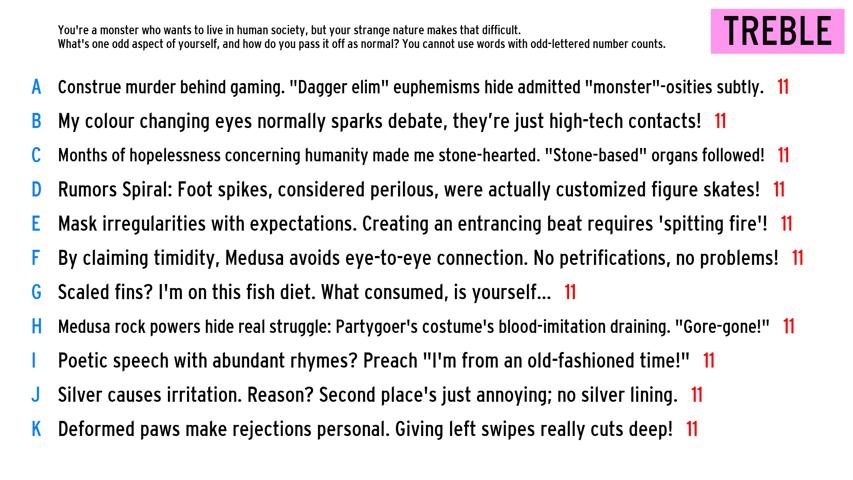 You're a monster who wants to live in human society, but your strange nature makes that difficult.
What's one odd aspect of yourself, and how do you pass it off as normal? You cannot use words with odd-lettered number counts.
TREBLE
A Construe murder behind gaming. "Dagger elim" euphemisms hide admitted "monster"-osities subtly. 11
B My colour changing eyes normally sparks debate, they're just high-tech contacts! 11
C Months of hopelessness concerning humanity made me stone-hearted. "Stone-based" organs followed! 11
D Rumors Spiral: Foot spikes, considered perilous, were actually customized figure skates! 11
E Mask irregularities with expectations. Creating an entrancing beat requires 'spitting fire'! 11
F By claiming timidity, Medusa avoids eye-to-eye connection. No petrifications, no problems! 11
G Scaled fins? I'm on this fish diet. What consumed, is yourself... 11
H Medusa rock powers hide real struggle: Partygoer's costume's blood-imitation draining. "Gore-gone!" 11
I Poetic speech with abundant rhymes? Preach "I'm from an old-fashioned time!" 11
J Silver causes irritation. Reason? Second place's just annoying; no silver lining. 11
K Deformed paws make rejections personal. Giving left swipes really cuts deep! 11